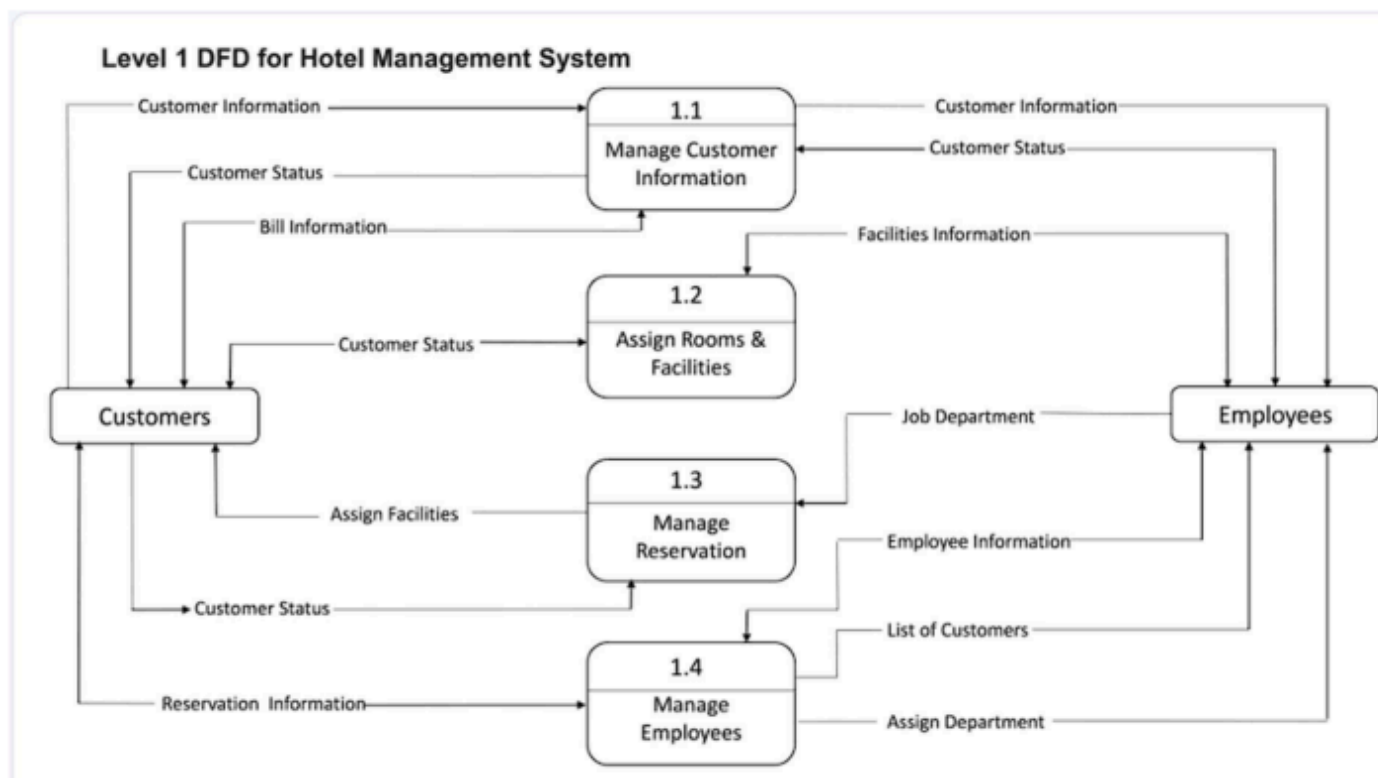 Level 1 DFD for Hotel Management System
Customer Information
1.1
Customer Information
Manage Customer
Information
Customer Status
Customer Status
Bill Information
Facilities Information
1.2
Customer Status
Assign Rooms &
Facilities
Customers
Job Department
Employees
1.3
Assign Facilities
Manage
Reservation
Employee Information
Customer Status
List of Customers
1.4
Reservation Information
Manage
Employees
Assign Department